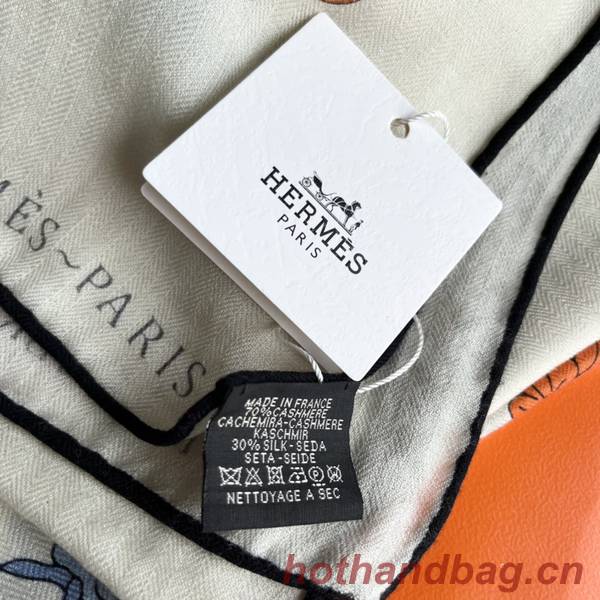 HERMÈS
PARIS
MÈS~PARIS
MADE IN FRANCE
70%CASHMERE
CACHEMIRA-CASHMERE
KASCHMIR
30% SILK-SEDA
SETA-SEIDE
NETTOYAGE A SEC
hothandbag.cn